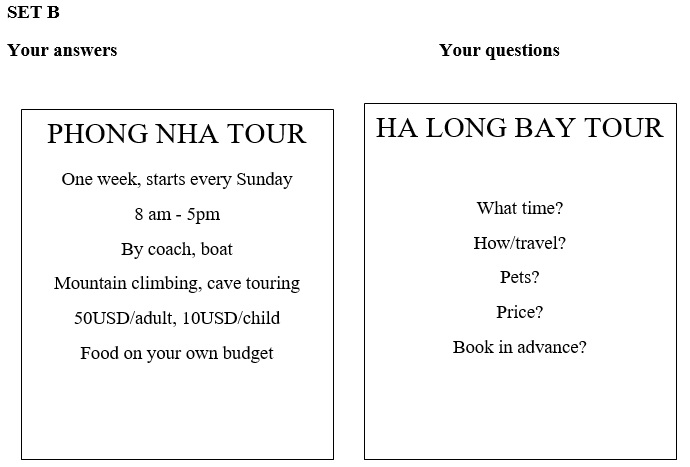 SET B
Your answers
Your questions
PHONG NHA TOUR
One week, starts every Sunday
8 am - 5pm
By coach, boat
Mountain climbing, cave touring
50USD/adult, 10USD/child
Food on your own budget
HA LONG BAY TOUR
What time?
How/travel?
Pets?
Price?
Book in advance?